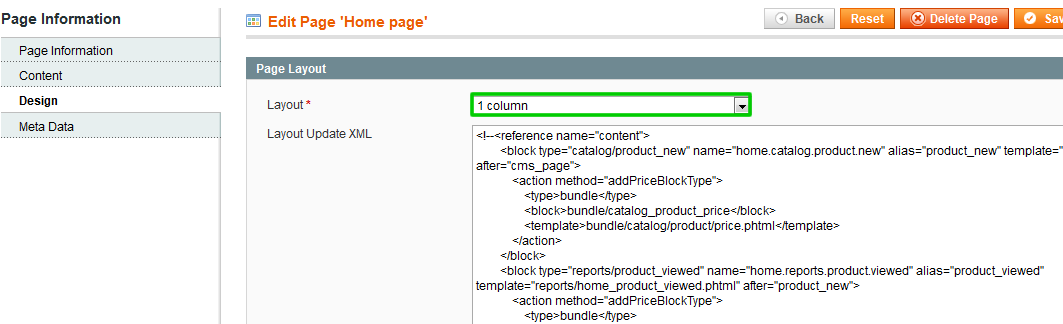 Page Information
Edit Page 'Home page'
Back
Reset
Delete Page
Sav
Page Information
Content
Design
Meta Data
Page Layout
Layout *
1 column
Layout Update XML
<!--<reference name="content">
<block type="catalog/product_new" name="home.catalog.product.new" alias="product_new" template="
after="cms_page">
<action method="addPriceBlockType">
<type>bundle</type>
<block>bundle/catalog_product_price</block>
<template>bundle/catalog/product/price.phtml</template>
</action>
</block>
<block type="reports/product_viewed" name="home.reports.product.viewed" alias="product_viewed"
template="reports/home_product_viewed.phtml" after="product_new">
<action method="addPriceBlockType">
<type>bundle</type>